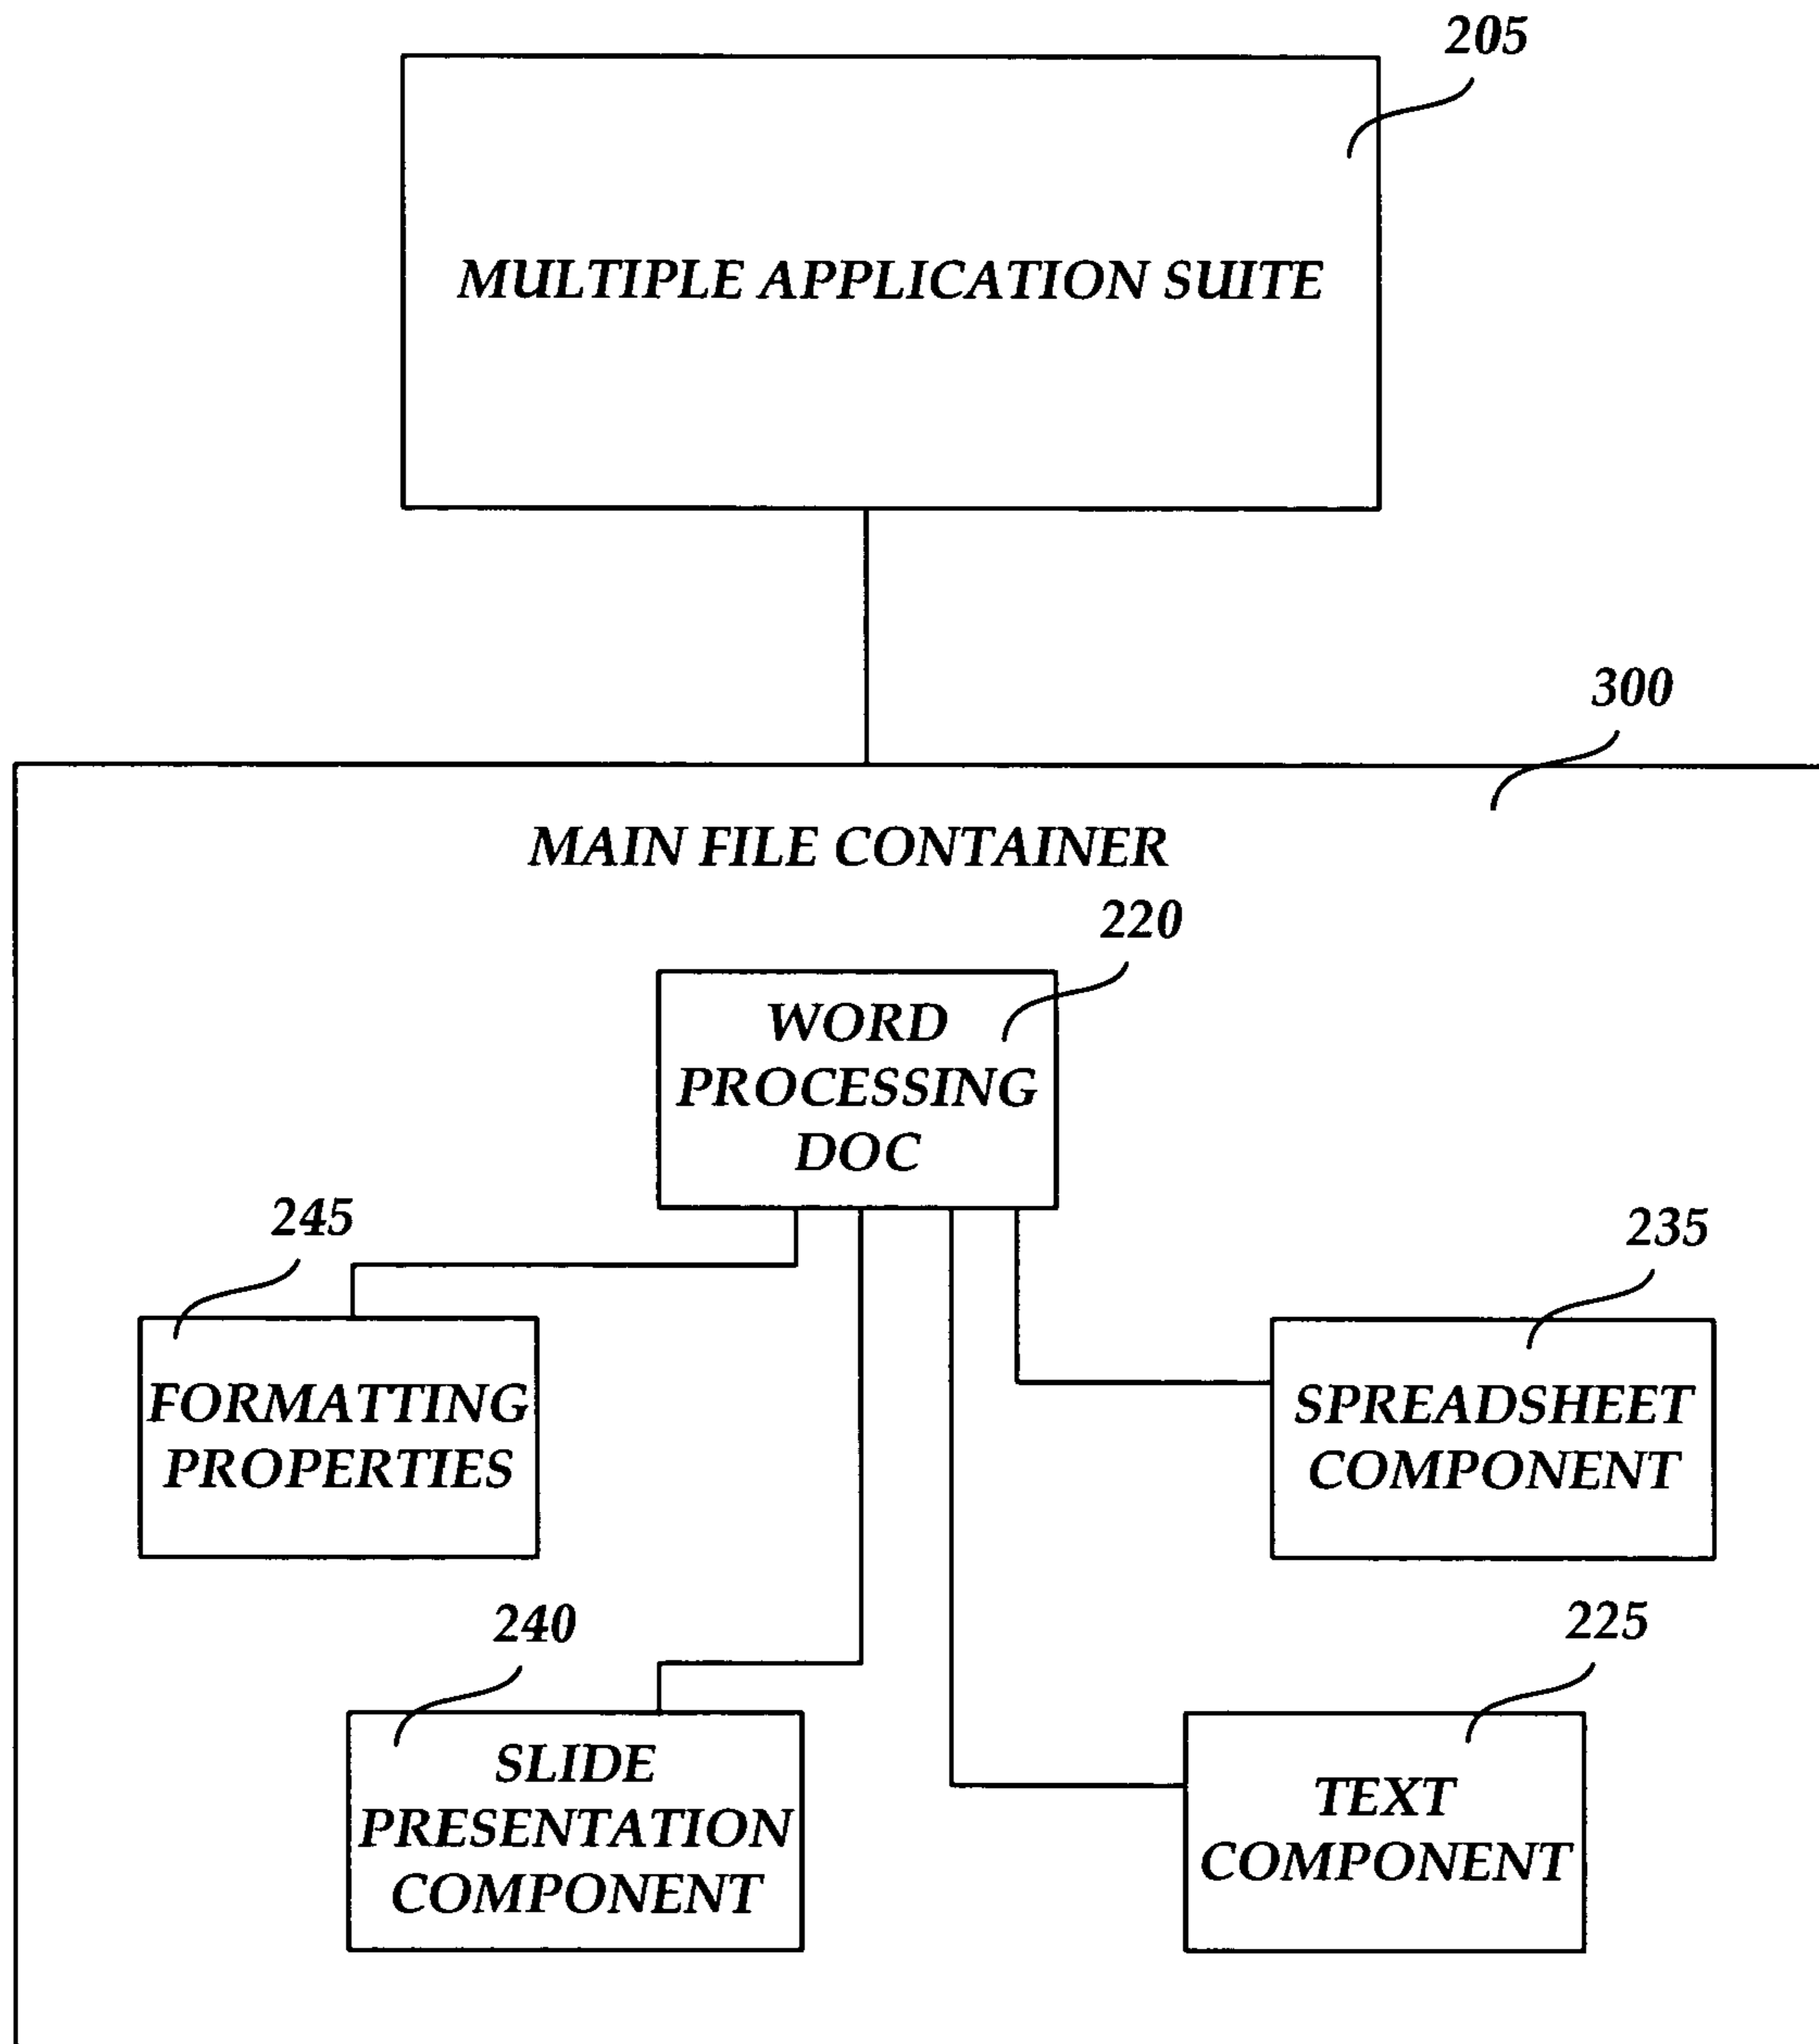 205
MULTIPLE APPLICATION SUITE
300
MAIN FILE CONTAINER
220
WORD
PROCESSING
DOC
245
235
FORMATTING
PROPERTIES
SPREADSHEET
COMPONENT
240
225
SLIDE
PRESENTATION
COMPONENT
TEXT
COMPONENT